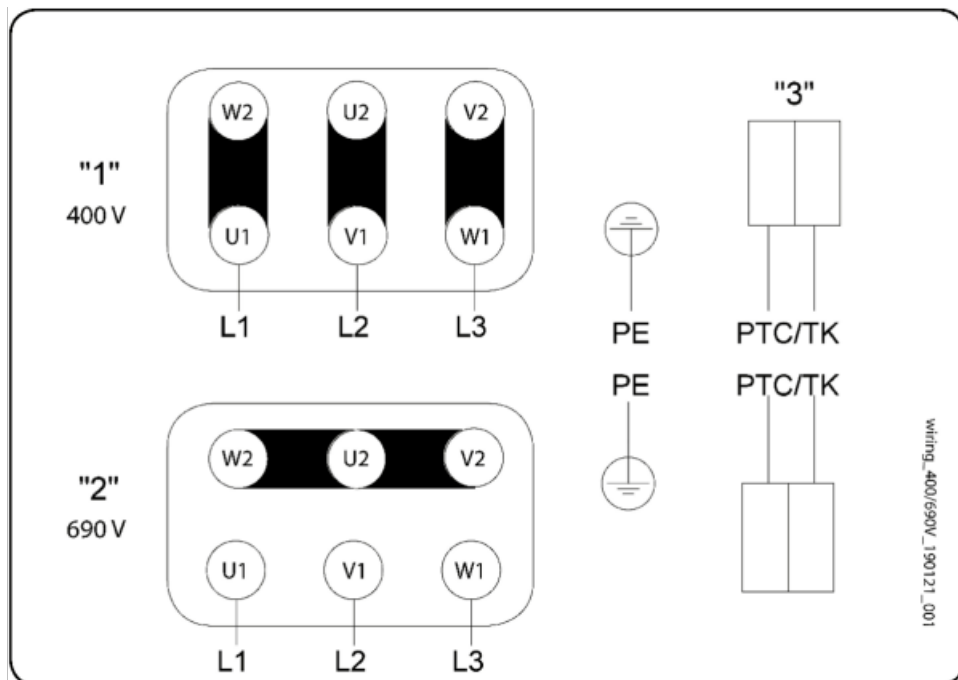 "1"
400 V
W2 U2 V2
U1 V1 W1
L1 L2 L3
"3"
PE PTC/TK
PE PTC/TK
"2"
690 V
W2 U2 V2
U1 V1 W1
L1 L2 L3
wiring_400/690V_190121_001